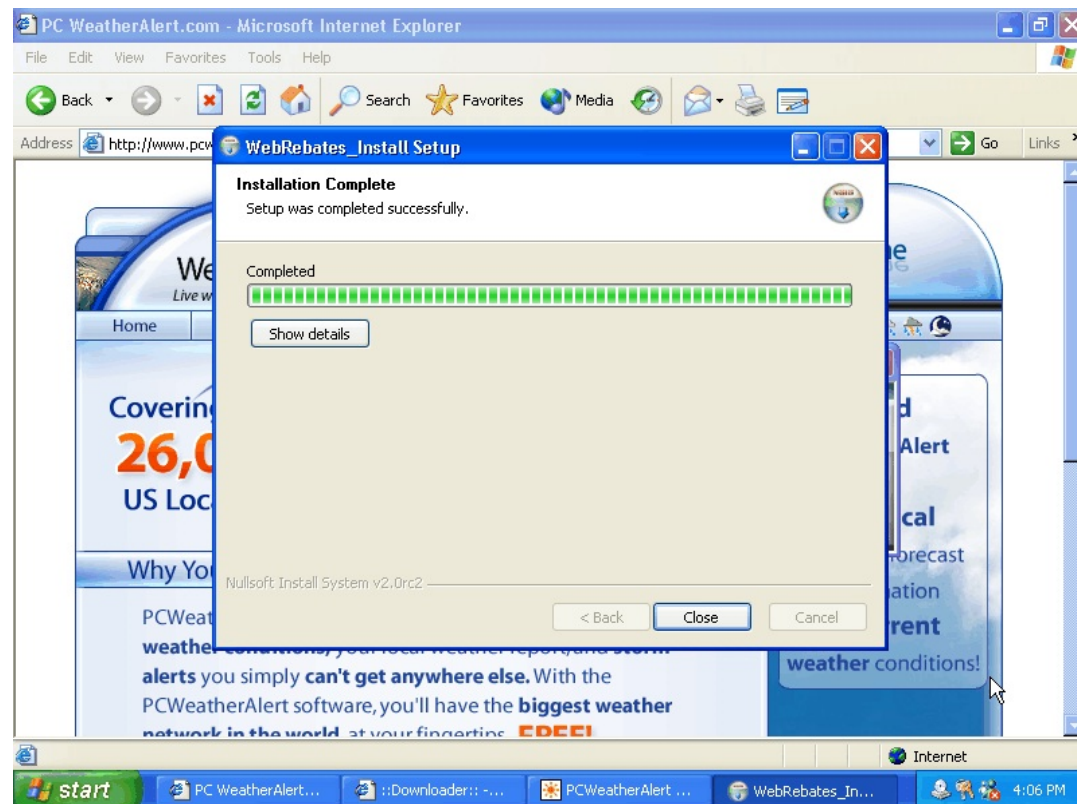 PC WeatherAlert.com - Microsoft Internet Explorer
File Edit View Favorites Tools Help
Back Search Favorites Media
Address http://www.pcw Go Links
WebRebates_Install Setup
Installation Complete
Setup was completed successfully.
Completed
Show details
Nullsoft Install System v2.0rc2
< Back Close Cancel
We
Live w
Home
Covering
26,0
US Loc
Alert
cal
forecast
ation
rent
weather conditions!
Why Yo
PCWeat
weather conditions, your local weather report, and storm
alerts you simply can't get anywhere else. With the
PCWeatherAlert software, you'll have the biggest weather
network in the world, at your fingertips. FREE!
Internet
start PC WeatherAlert... ::Downloader:: -... PCWeatherAlert ... WebRebates_In... 4:06 PM